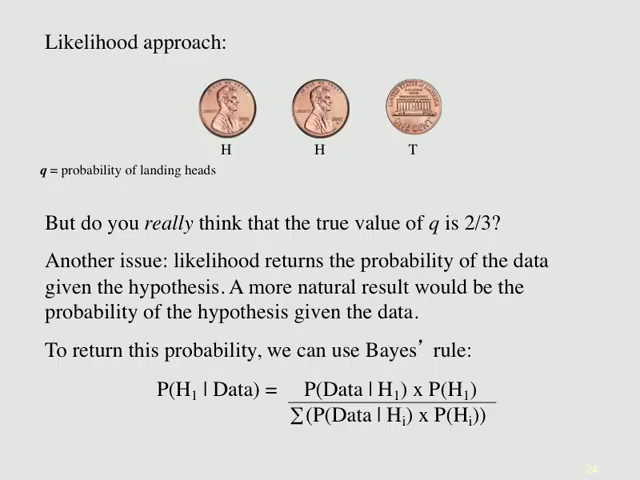 Likelihood approach:
H H T
q = probability of landing heads
But do you really think that the true value of q is 2/3?
Another issue: likelihood returns the probability of the data
given the hypothesis. A more natural result would be the
probability of the hypothesis given the data.
To return this probability, we can use Bayes’ rule:
P(H₁ | Data) = P(Data | H₁) x P(H₁)
∑(P(Data | Hᵢ) x P(Hᵢ))
24